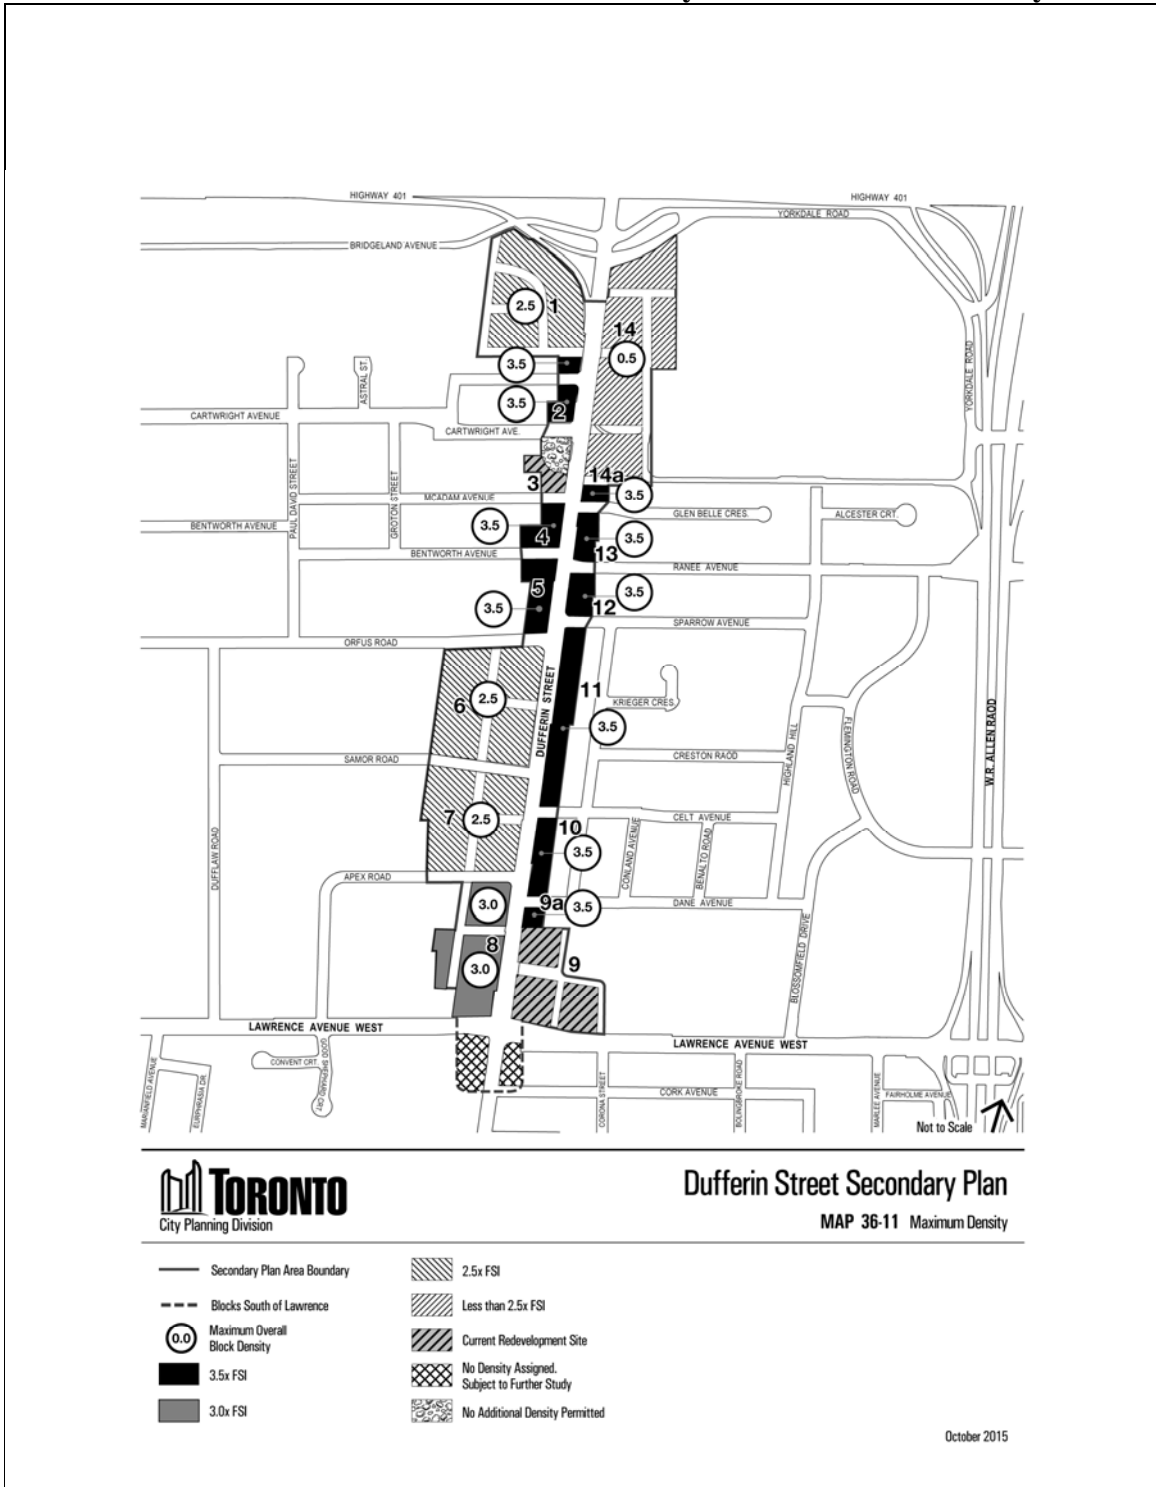 HIGHWAY 401
HIGHWAY 401
YORKDALE ROAD
BRIDGELAND AVENUE
2.5
1
14
0.5
3.5
YORKDALE ROAD
ASTRAL ST.
3.5
2
CARTWRIGHT AVENUE
CARTWRIGHT AVE.
PAUL DAVID STREET
GROTON STREET
3
14a
3.5
MCADAM AVENUE
GLEN BELLE CRES.
ALCESTER CRT.
BENTWORTH AVENUE
3.5
4
3.5
13
BENTWORTH AVENUE
RANEE AVENUE
5
3.5
12
3.5
SPARROW AVENUE
ORFUS ROAD
DUFFERIN STREET
11
6
2.5
KRIEGER CRES.
3.5
HIGHLAND HILL
FLEMINGTON ROAD
W.R. ALLEN RAOD
SAMOR ROAD
CRESTON RAOD
7
2.5
CELT AVENUE
10
3.5
CONLAND AVENUE
BENALTO ROAD
DUFFLAW ROAD
APEX ROAD
3.0
9a
3.5
DANE AVENUE
8
3.0
9
BLOSSOMFIELD DRIVE
LAWRENCE AVENUE WEST
LAWRENCE AVENUE WEST
MARIANFIELD AVENUE
EURPHRASIA DR.
CONVENT CRT.
GOOD SHEPHARD CRT
CORONA STREET
CORK AVENUE
BOLINGBROKE ROAD
MARLEE AVENUE
FAIRHOLME AVENUE
Not to Scale
TORONTO
City Planning Division
Dufferin Street Secondary Plan
MAP 36-11 Maximum Density
Secondary Plan Area Boundary
Blocks South of Lawrence
0.0
Maximum Overall
Block Density
3.5x FSI
3.0x FSI
2.5x FSI
Less than 2.5x FSI
Current Redevelopment Site
No Density Assigned.
Subject to Further Study
No Additional Density Permitted
October 2015